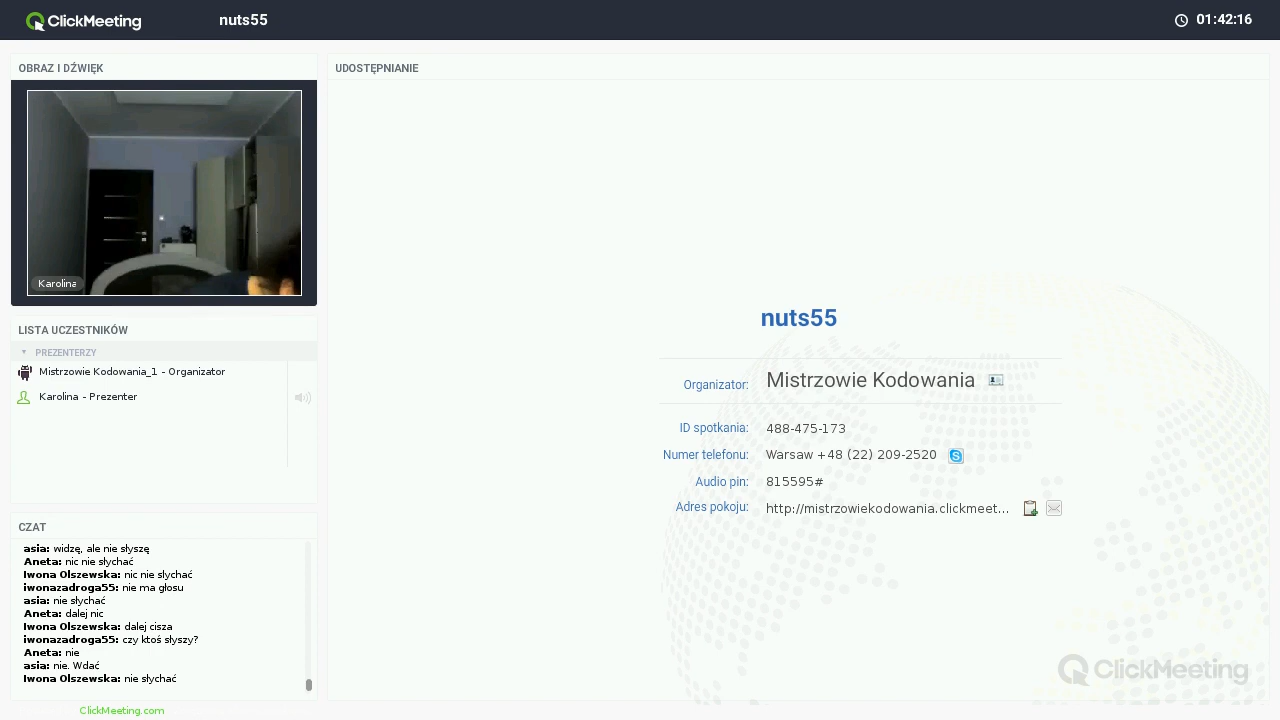 ClickMeeting
nuts55
01:42:16
OBRAZ I DŹWIĘK
Karolina
LISTA UCZESTNIKÓW
PREZENTERZY
Mistrzowie Kodowania_1 - Organizator
Karolina - Prezenter
CZAT
asia: widzę, ale nie słyszę
Aneta: nic nie słychać
Iwona Olszewska: nic nie slychać
iwonazadroga55: nie ma głosu
asia: nie słychać
Aneta: dalej nic
Iwona Olszewska: dalej cisza
iwonazadroga55: czy ktoś słyszy?
Aneta: nie
asia: nie. Wdać
Iwona Olszewska: nie słychać
ClickMeeting.com
UDOSTĘPNIANIE
nuts55
Organizator: Mistrzowie Kodowania
ID spotkania: 488-475-173
Numer telefonu: Warsaw +48 (22) 209-2520
Audio pin: 815595#
Adres pokoju: http://mistrzowiekodowania.clickmeet...
ClickMeeting